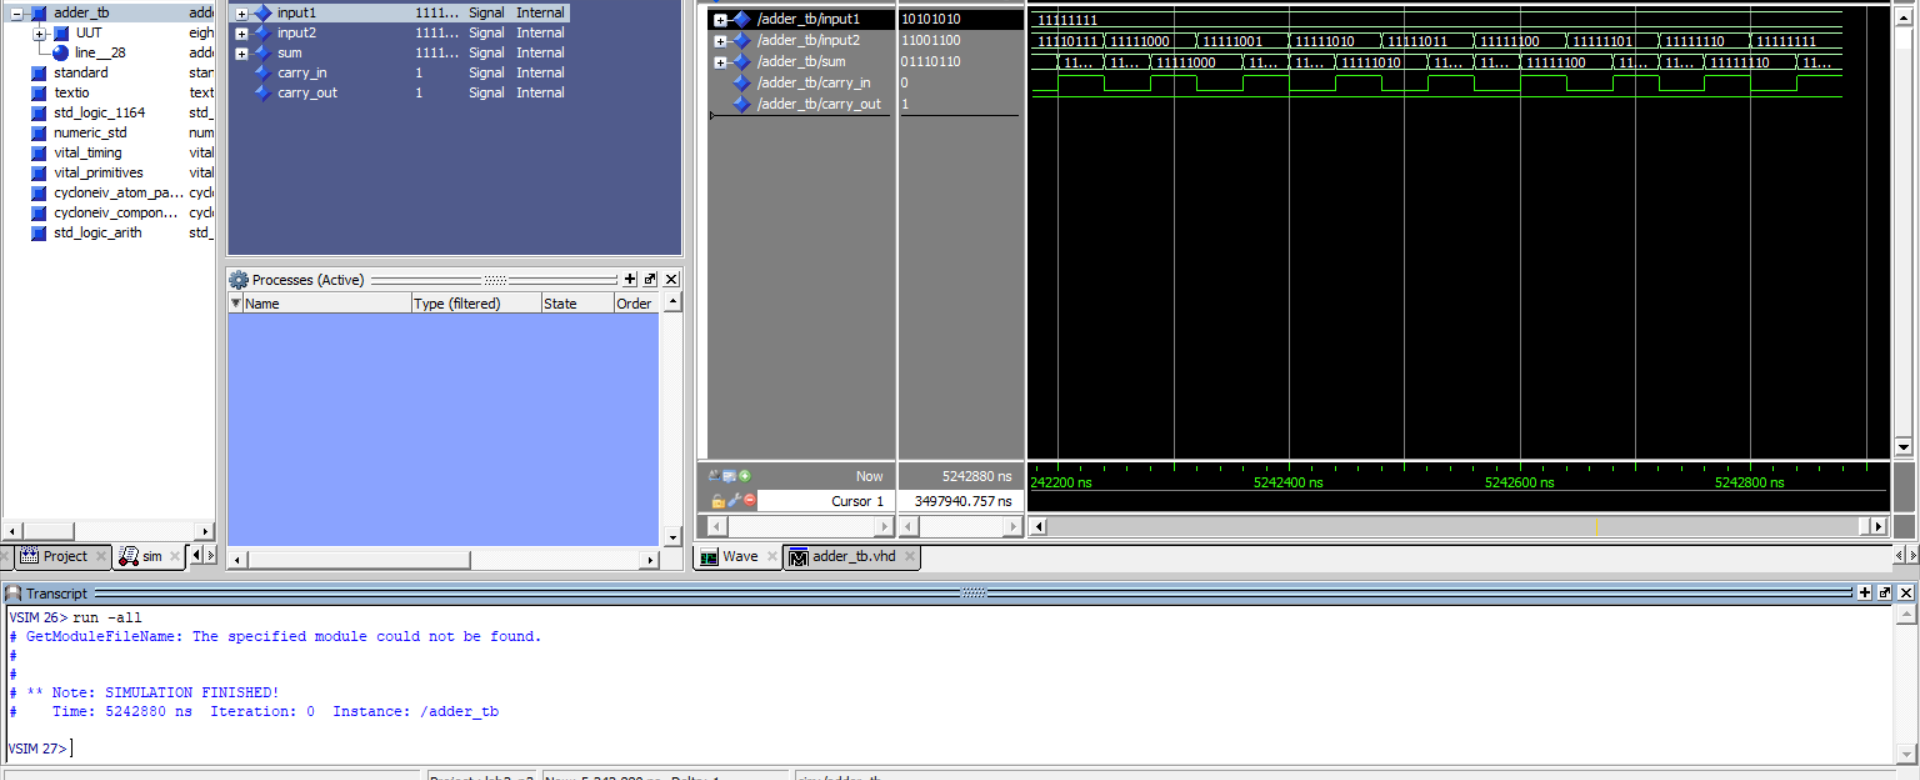 adder_tb add
UUT eigh
line__28 add
standard star
textio text
std_logic_1164 std_
numeric_std num
vital_timing vital
vital_primitives vital
cycloneiv_atom_pa... cycl
cycloneiv_compon... cycl
std_logic_arith std_
Project
sim
input1 1111... Signal Internal
input2 1111... Signal Internal
sum 1111... Signal Internal
carry_in 1 Signal Internal
carry_out 1 Signal Internal
Processes (Active)
Name Type (filtered) State Order
/adder_tb/input1 10101010 11111111
/adder_tb/input2 11001100 11110111 11111000 11111001 11111010 11111011 11111100 11111101 11111110 11111111
/adder_tb/sum 01110110 11... 11... 11111000 11... 11... 11111010 11... 11... 11111100 11... 11... 11111110 11...
/adder_tb/carry_in 0
/adder_tb/carry_out 1
Now 5242880 ns 242200 ns 5242400 ns 5242600 ns 5242800 ns
Cursor 1 3497940.757 ns
Wave
adder_tb.vhd
Transcript
VSIM 26> run -all
# GetModuleFileName: The specified module could not be found.
#
#
# ** Note: SIMULATION FINISHED!
#    Time: 5242880 ns  Iteration: 0  Instance: /adder_tb
VSIM 27>